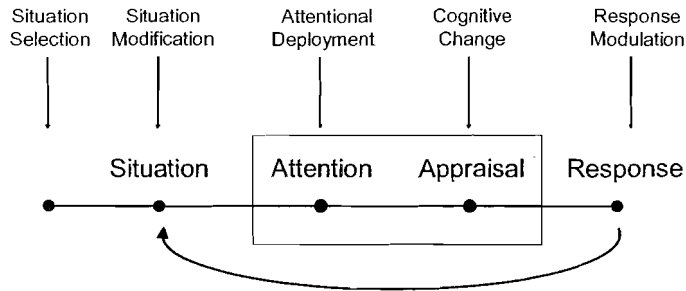 Situation
Selection
Situation
Modification
Attentional
Deployment
Cognitive
Change
Response
Modulation
Situation
Attention
Appraisal
Response